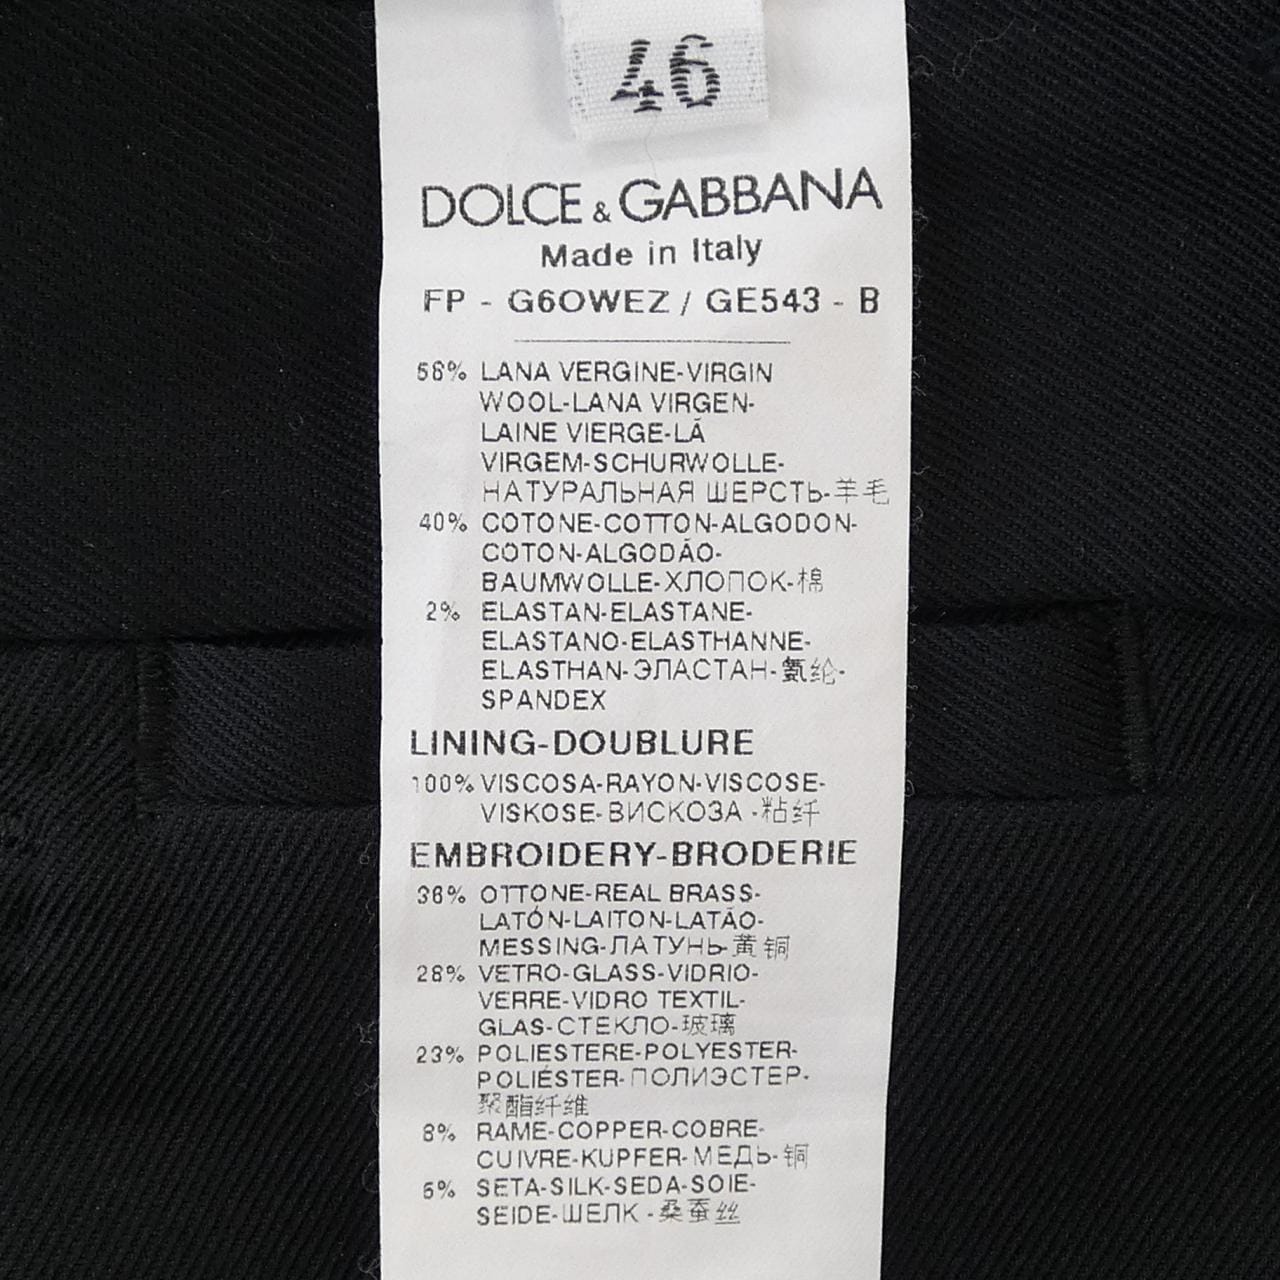 46
DOLCE & GABBANA
Made in Italy
FP - G6OWEZ / GE543 - B
58% LANA VERGINE-VIRGIN
WOOL-LANA VIRGEN-
LAINE VIERGE-LÃ
VIRGEM-SCHURWOLLE-
НАТУРАЛЬНАЯ ШЕРСТЬ-羊毛
40% COTONE-COTTON-ALGODON-
COTON-ALGODÃO-
BAUMWOLLE-ХЛОПОК-棉
2% ELASTAN-ELASTANE-
ELASTANO-ELASTHANNE-
ELASTHAN-ЭЛАСТАН-氨纶-
SPANDEX
LINING-DOUBLURE
100% VISCOSA-RAYON-VISCOSE-
VISKOSE-ВИСКОЗА-粘纤
EMBROIDERY-BRODERIE
36% OTTONE-REAL BRASS-
LATÓN-LAITON-LATÃO-
MESSING-ЛАТУНЬ-黄铜
28% VETRO-GLASS-VIDRIO-
VERRE-VIDRO TEXTIL-
GLAS-СТЕКЛО-玻璃
23% POLIESTERE-POLYESTER-
POLIÉSTER-ПОЛИЭСТЕР-
聚酯纤维
8% RAME-COPPER-COBRE-
CUIVRE-KUPFER-МЕДЬ-铜
5% SETA-SILK-SEDA-SOIE-
SEIDE-ШЕЛК-桑蚕丝